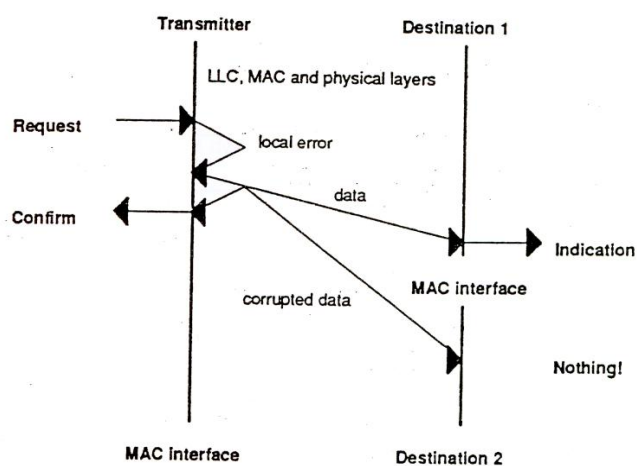 Transmitter
Destination 1
LLC, MAC and physical layers
Request
local error
data
Confirm
Indication
MAC interface
corrupted data
Nothing!
MAC interface
Destination 2